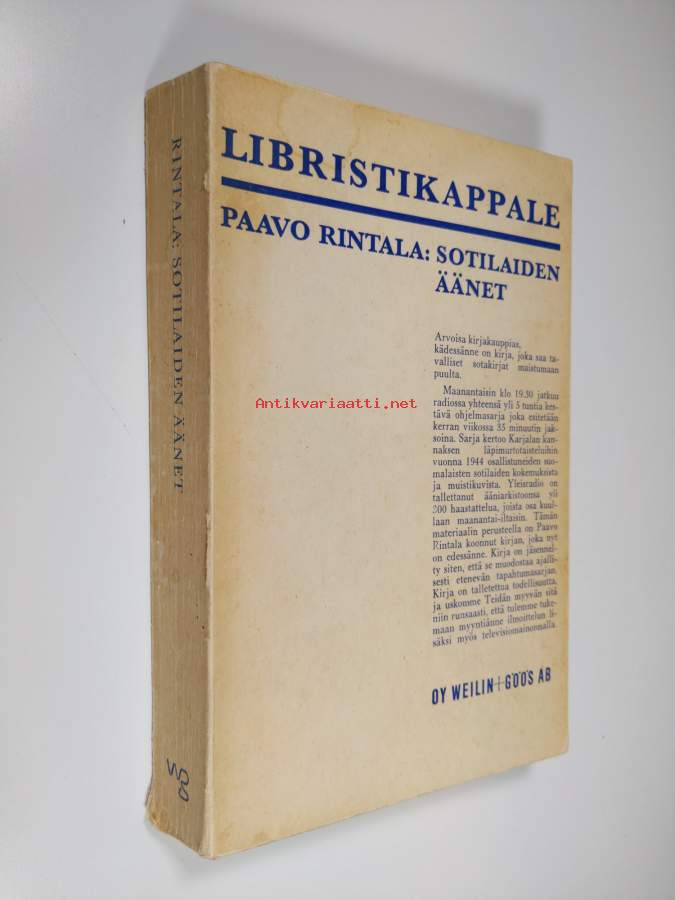 RINTALA: SOTILAIDEN ÄÄNET
LIBRISTIKAPPALE
PAAVO RINTALA: SOTILAIDEN
ÄÄNET
Arvoisa kirjakauppias,
kädessänne on kirja, joka saa ta-
valliset sotakirjat maistumaan
puulta.
Maanantaisin klo 19.30 jatkuu
radiossa yhteensä yli 5 tuntia kes-
tävä ohjelmasarja joka esitetään
kerran viikossa 35 minuutin jak-
soina. Sarja kertoo Karjalan kan-
naksen läpimurtotaisteluihin
vuonna 1944 osallistuneiden suo-
malaisten sotilaiden kokemuksista
ja muistikuvista. Yleisradio on
tallettanut ääniarkistoonsa yli
200 haastattelua, joista osa kuul-
laan maanantai-iltaisin. Tämän
materiaalin perusteella on Paavo
Rintala koonnut kirjan, joka nyt
on edessänne. Kirja on jäsennel-
ty siten, että se muodostaa ajalli-
sesti etenevän tapahtumasarjan.
Kirja on talletettua todellisuutta,
ja uskomme Teidän myyvän sitä
niin runsaasti, että tulemme tuke-
maan myyntiänne ilmoittelun li-
säksi myös televisiomainonnalla.
OY WEILIN+GÖÖS AB
Antikvariaatti.net